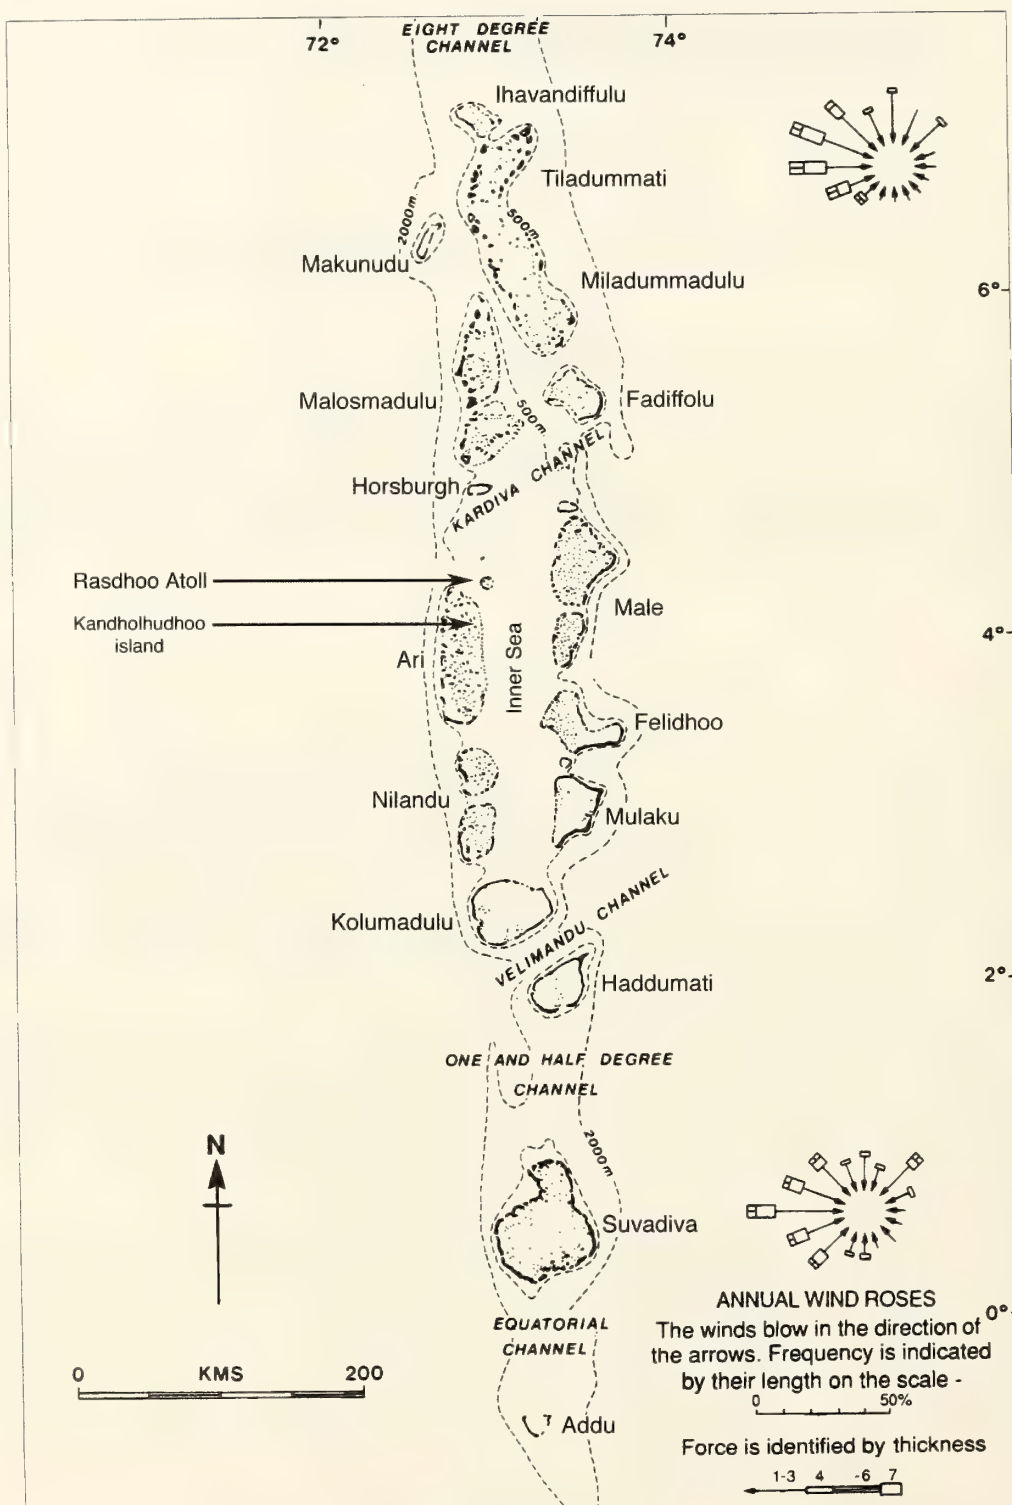 72°
EIGHT DEGREE
CHANNEL
74°
Ihavandiffulu
Tiladummati
2000m
500m
Makunudu
Miladummadulu
6°
Malosmadulu
500m
Fadiffolu
Horsburgh
KARDIVA CHANNEL
Rasdhoo Atoll
Male
Kandholhudhoo
island
4°
Ari
Inner Sea
Felidhoo
Nilandu
Mulaku
Kolumadulu
VELIMANDU CHANNEL
Haddumati
2°
ONE AND HALF DEGREE
CHANNEL
N
2000m
Suvadiva
ANNUAL WIND ROSES
0°
EQUATORIAL
CHANNEL
The winds blow in the direction of
the arrows. Frequency is indicated
by their length on the scale -
0 50%
0 KMS 200
Addu
Force is identified by thickness
1-3 4 -6 7